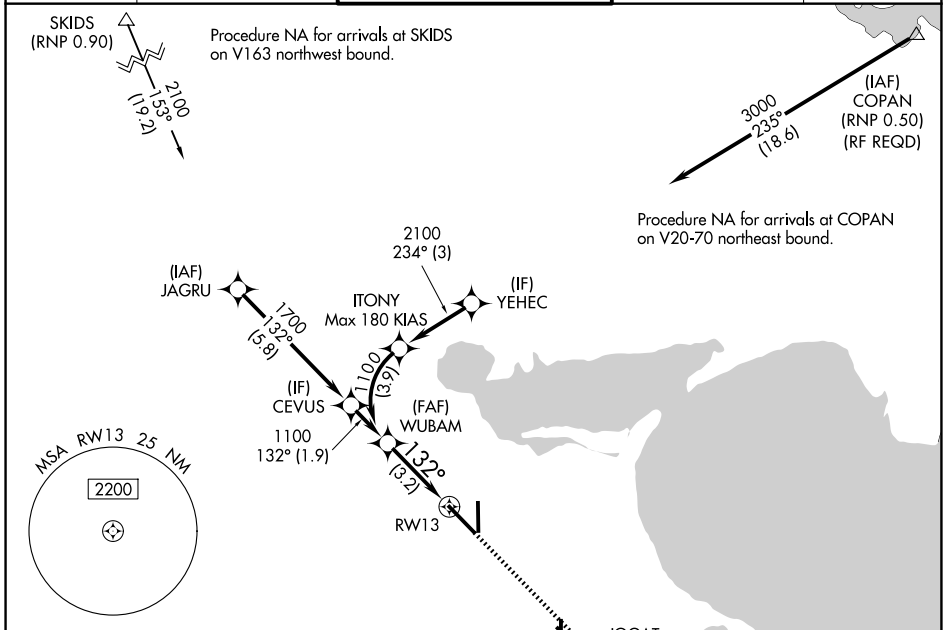 SKIDS
(RNP 0.90)
Procedure NA for arrivals at SKIDS
on V163 northwest bound.
2100
153°
(19.2)
(IAF)
COPAN
(RNP 0.50)
(RF REQD)
3000
235°
(18.6)
Procedure NA for arrivals at COPAN
on V20-70 northeast bound.
2100
234° (3)
(IAF)
JAGRU
ITONY
Max 180 KIAS
(IF)
YEHEC
1700
132°
(5.8)
1100
(3.9)
(IF)
CEVUS
(FAF)
WUBAM
1100
132° (1.9)
132°
(3.2)
RW13
MSA RW13 25 NM
2200